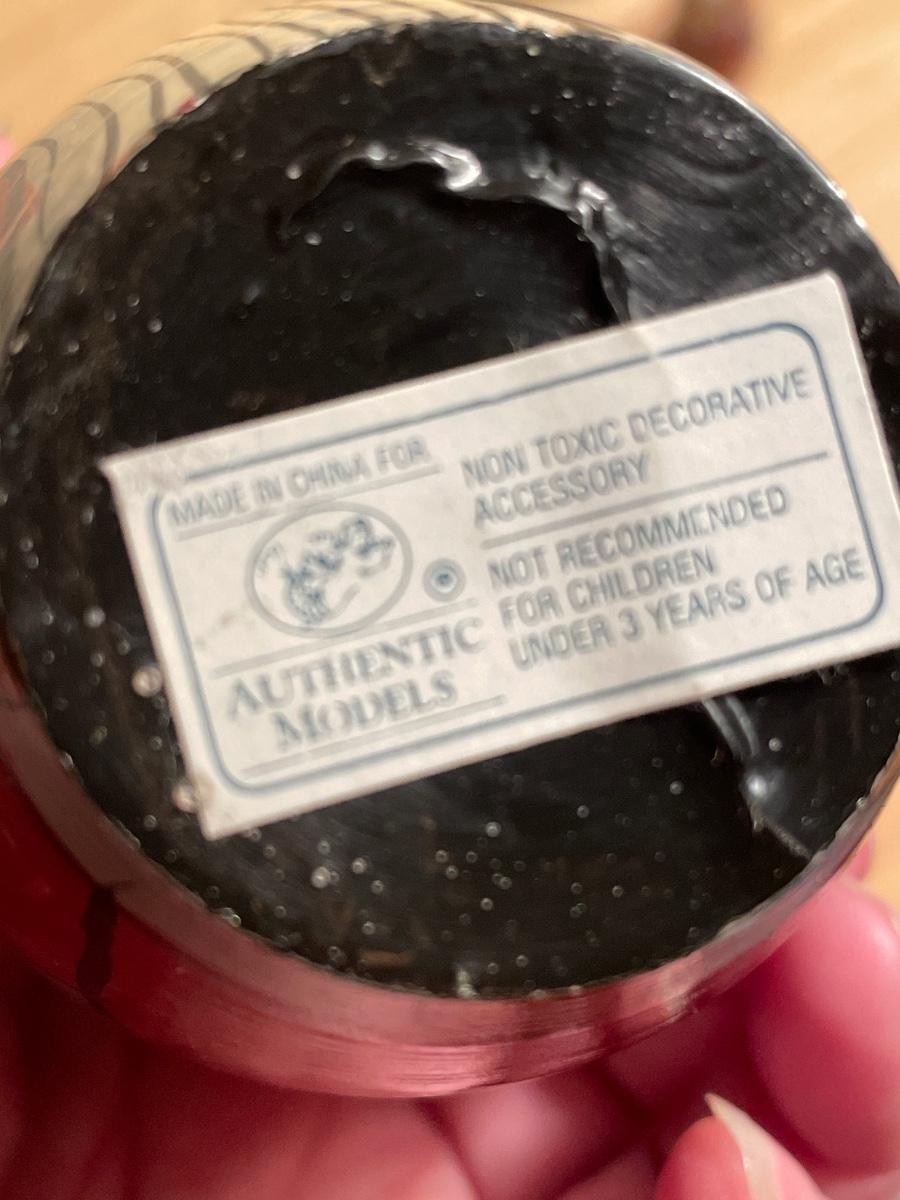 MADE IN CHINA FOR
AUTHENTIC
MODELS
NON TOXIC DECORATIVE
ACCESSORY
NOT RECOMMENDED
FOR CHILDREN
UNDER 3 YEARS OF AGE